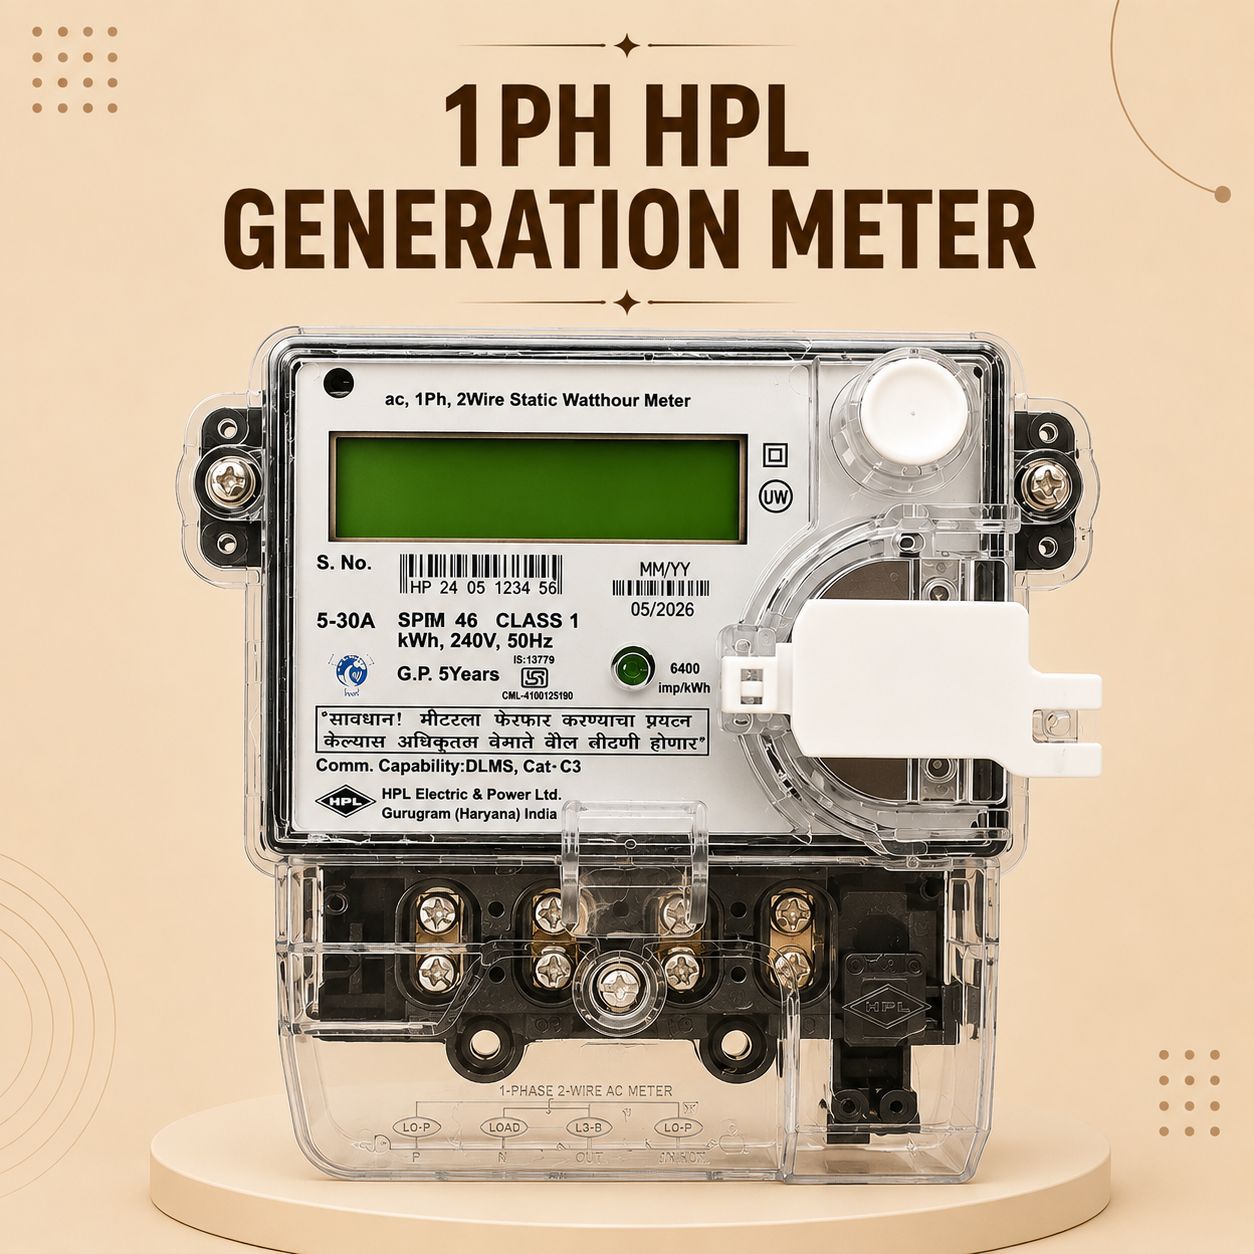 1PH HPL
GENERATION METER
ac, 1Ph, 2Wire Static Watthour Meter
UW
S. No.
HP 24 05 1234 56
MM/YY
05/2026
5-30A SPIM 46 CLASS 1
kWh, 240V, 50Hz
G.P. 5Years
IS:13779
CML-4100125190
6400
imp/kWh
"सावधान! मीटरला फेरफार करण्याचा प्रयत्न
केल्यास अधिकृतम वेमाते वील लीदणी होणार"
Comm. Capability:DLMS, Cat-C3
HPL
HPL Electric & Power Ltd.
Gurugram (Haryana) India
HPL
1-PHASE 2-WIRE AC METER
LO-P LOAD L3-B LO-P
P N OUT